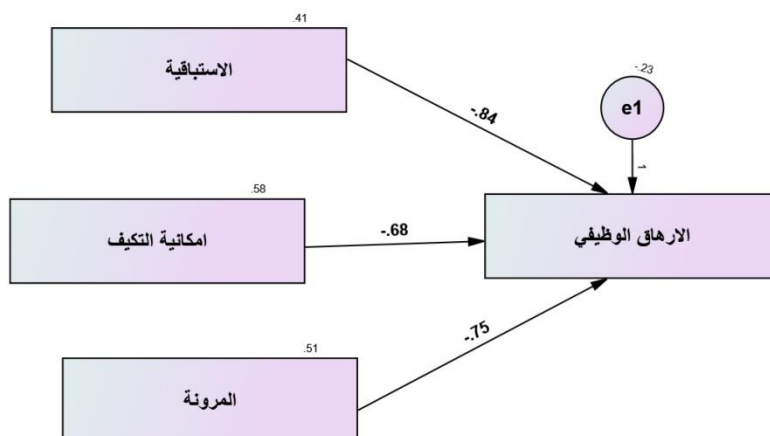 .41
الاستباقية
-.84
-.23
e1
1
.58
امكانية التكيف
-.68
الارهاق الوظيفي
.51
المرونة
-.75